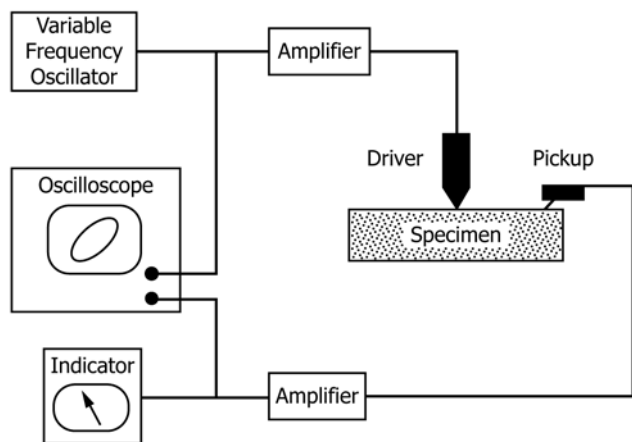 Variable
Frequency
Oscillator
Amplifier
Driver
Pickup
Oscilloscope
Specimen
Indicator
Amplifier